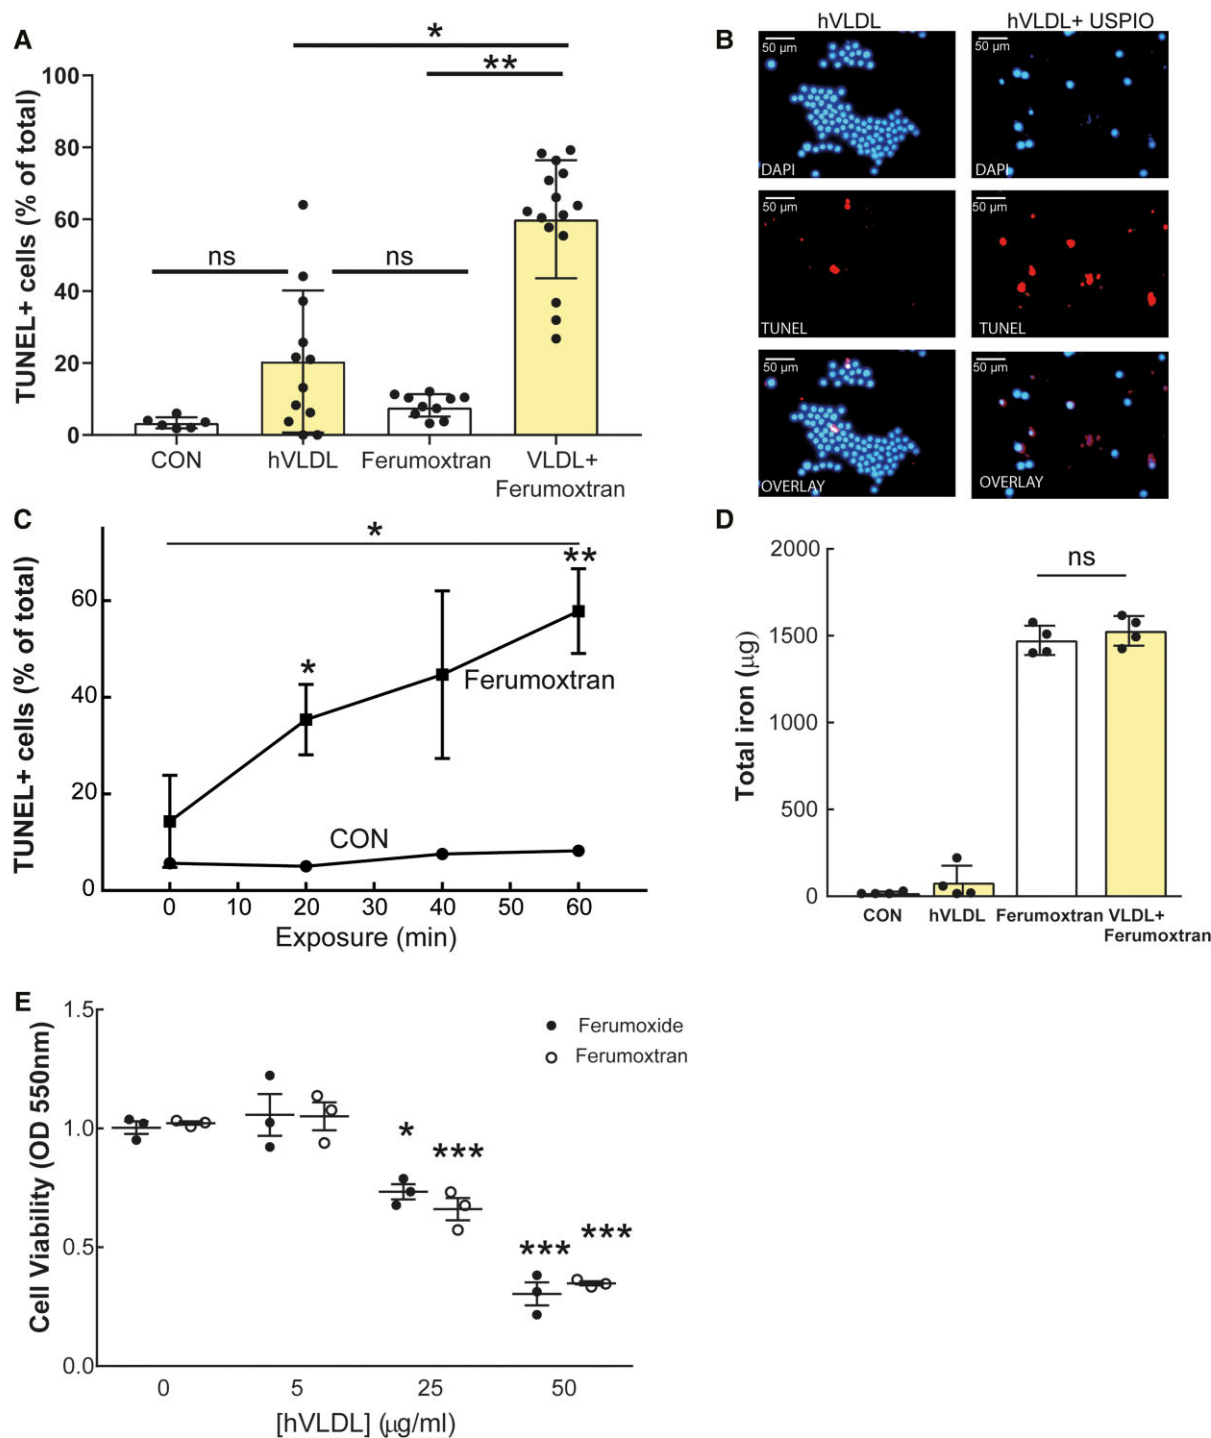 A
TUNEL+ cells (% of total)
100
80
60
40
20
0
*
**
ns
ns
CON
hVLDL
Ferumoxtran
VLDL+
Ferumoxtran
B
hVLDL
hVLDL+ USPIO
50 µm
DAPI
50 µm
DAPI
50 µm
TUNEL
50 µm
TUNEL
50 µm
OVERLAY
50 µm
OVERLAY
C
TUNEL+ cells (% of total)
60
40
20
0
*
**
*
Ferumoxtran
CON
0 10 20 30 40 50 60
Exposure (min)
D
Total iron (µg)
2000
1500
1000
500
0
ns
CON
hVLDL
Ferumoxtran
VLDL+
Ferumoxtran
E
Cell Viability (OD 550nm)
1.5
1.0
0.5
0.0
Ferumoxide
Ferumoxtran
*
***
***
***
0 5 25 50
[hVLDL] (µg/ml)